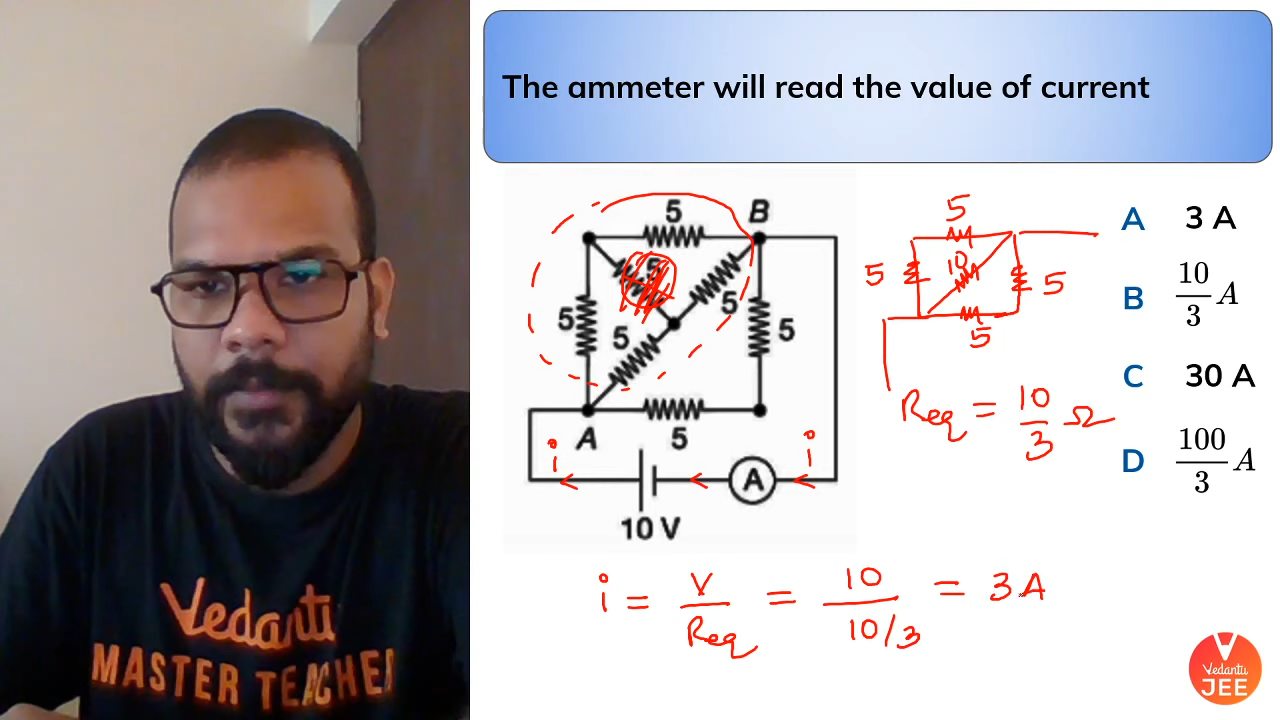 The ammeter will read the value of current
5
B
5
5
5
5
5
A
5
i
i
A
10 V
5
5
10
5
5
Req = 10/3 Ω
A 3 A
B 10/3 A
C 30 A
D 100/3 A
i = V/Req = 10/10/3 = 3A
Vedantu
MASTER TEACHER
Vedantu
JEE